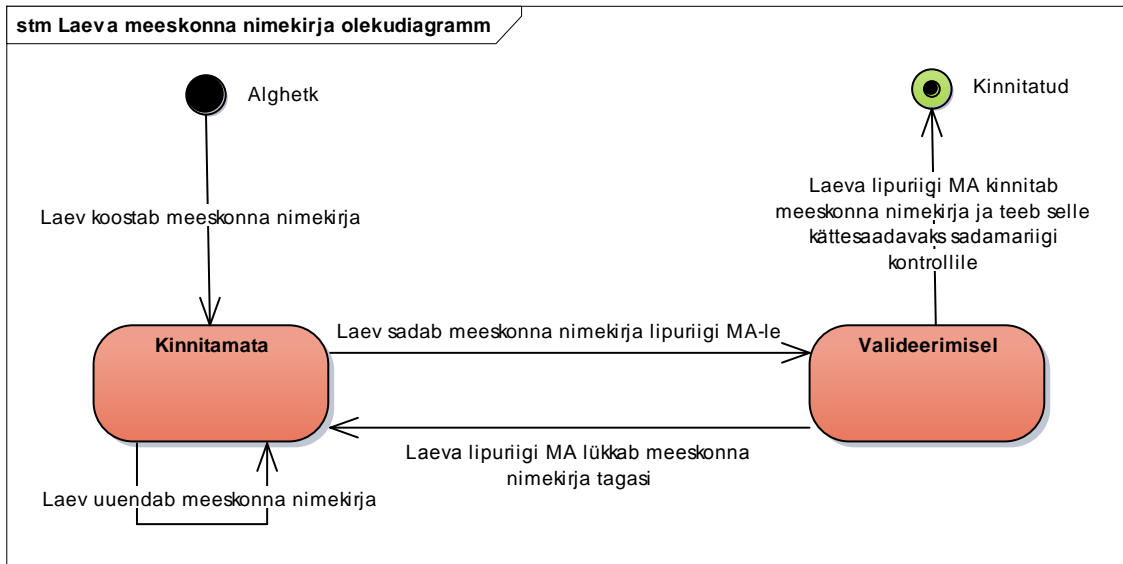 stm Laeva meeskonna nimekirja olekudiagramm
Alghetk
Kinnitatud
Laev koostab meeskonna nimekirja
Laeva lipuriigi MA kinnitab
meeskonna nimekirja ja teeb selle
kättesaadavaks sadamariigi
kontrollile
Kinnitamata
Laev sadab meeskonna nimekirja lipuriigi MA-le
Valideerimisel
Laeva lipuriigi MA lükkab meeskonna
nimekirja tagasi
Laev uuendab meeskonna nimekirja